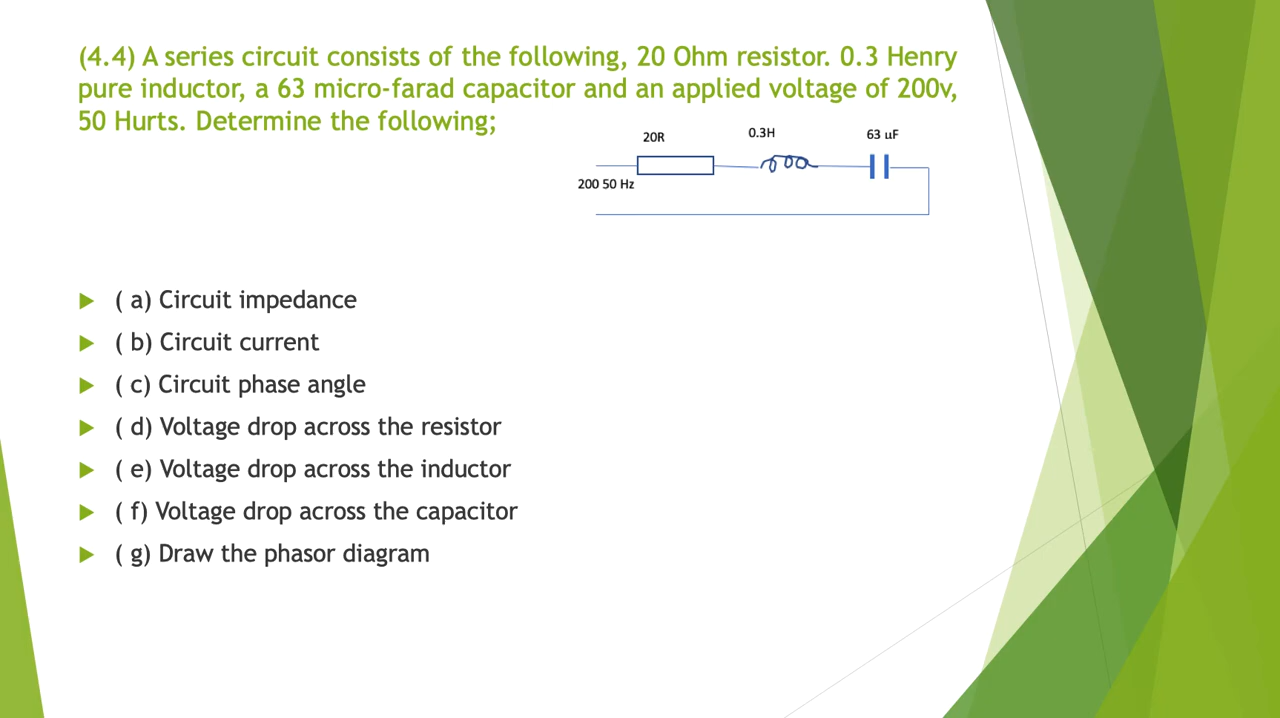 (4.4) A series circuit consists of the following, 20 Ohm resistor. 0.3 Henry
pure inductor, a 63 micro-farad capacitor and an applied voltage of 200v,
50 Hurts. Determine the following;
20R
0.3H
63 uF
200 50 Hz
( a) Circuit impedance
( b) Circuit current
( c) Circuit phase angle
( d) Voltage drop across the resistor
( e) Voltage drop across the inductor
( f) Voltage drop across the capacitor
( g) Draw the phasor diagram